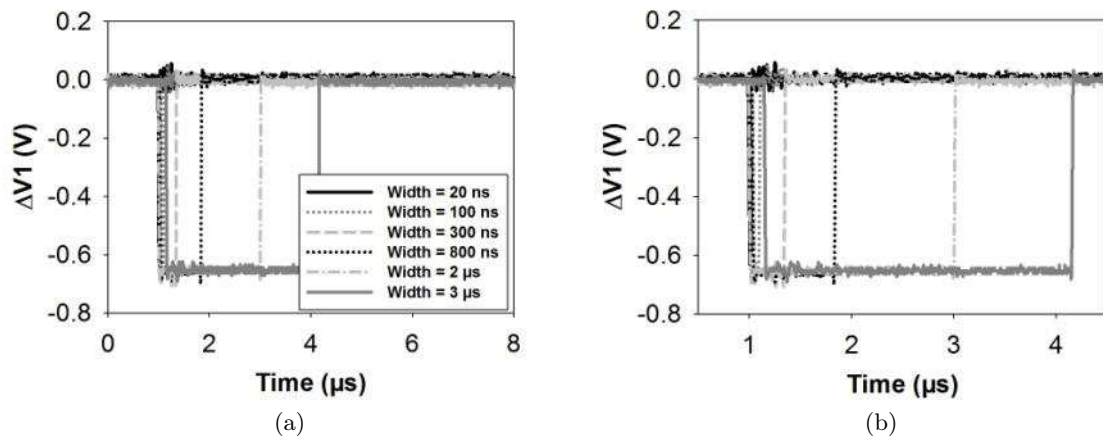 0.2
0.0
-0.2
-0.4
-0.6
-0.8
ΔV1 (V)
Width = 20 ns
Width = 100 ns
Width = 300 ns
Width = 800 ns
Width = 2 µs
Width = 3 µs
0 2 4 6 8
Time (µs)
(a)
0.2
0.0
-0.2
-0.4
-0.6
-0.8
ΔV1 (V)
1 2 3 4
Time (µs)
(b)